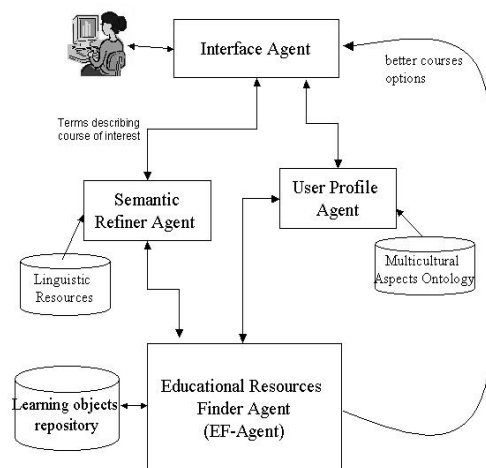 Interface Agent
better courses
options
Terms describing
course of interest
Semantic
Refiner Agent
User Profile
Agent
Linguistic
Resources
Multicultural
Aspects Ontology
Learning objects
repository
Educational Resources
Finder Agent
(EF-Agent)